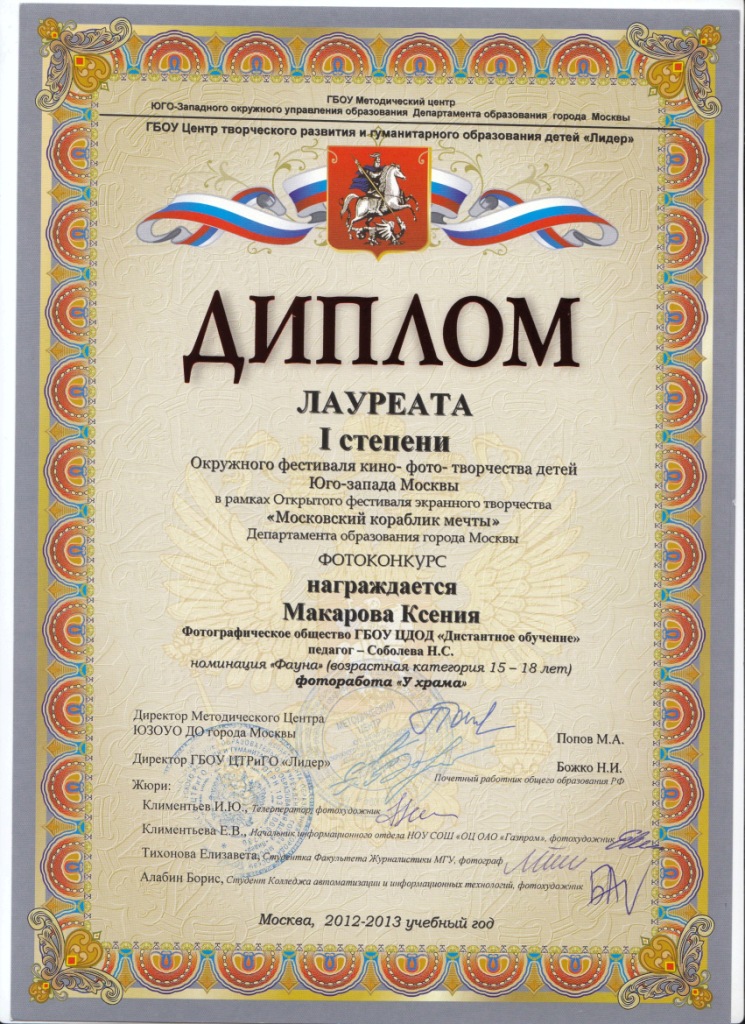 ГБОУ Методический центр
ЮГО-Западного окружного управления образования Департамента образования города Москвы
ГБОУ Центр творческого развития и гуманитарного образования детей «Лидер»
ДИПЛОМ
ЛАУРЕАТА
I степени
Окружного фестиваля кино- фото- творчества детей
Юго-запада Москвы
в рамках Открытого фестиваля экранного творчества
«Московский кораблик мечты»
Департамента образования города Москвы
ФОТОКОНКУРС
награждается
Макарова Ксения
Фотографическое общество ГБОУ ЦДОД «Дистантное обучение»
педагог – Соболева Н.С.
номинация «Фауна» (возрастная категория 15 – 18 лет)
фоторабота «У храма»
МЕТОДИЧЕСКИЙ
ЦЕНТР
Директор Методического Центра
ЮЗОУО ДО города Москвы
Попов М.А.
Директор ГБОУ ЦТРиГО «Лидер»
Божко Н.И.
Почетный работник общего образования РФ
Жюри:
Климентьев И.Ю., Телеоператор, фотохудожник
Климентьева Е.В., Начальник информационного отдела НОУ СОШ «ОЦ ОАО «Газпром», фотохудожник
Тихонова Елизавета, Студентка Факультета Журналистики МГУ, фотограф
Алабин Борис, Студент Колледжа автоматизации и информационных технологий, фотохудожник
Москва, 2012-2013 учебный год